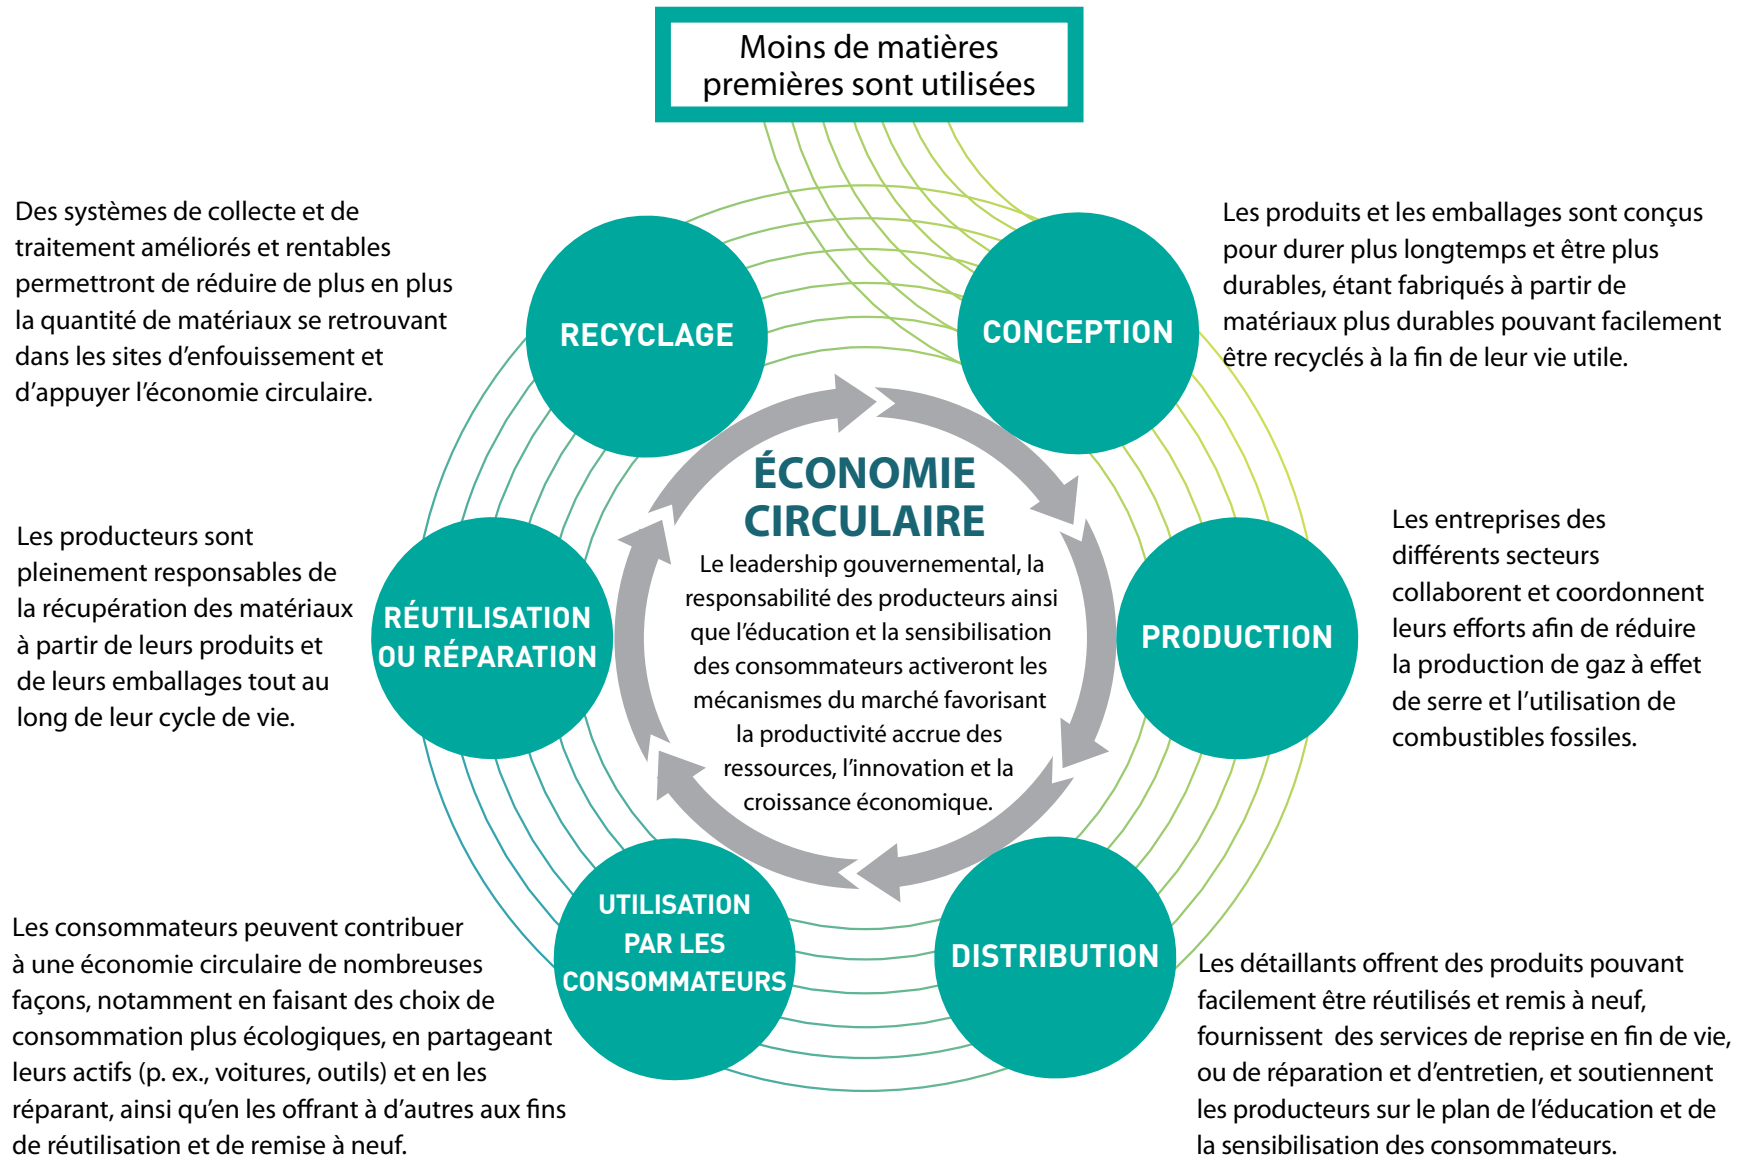 Moins de matières
premières sont utilisées
Des systèmes de collecte et de
traitement améliorés et rentables
permettront de réduire de plus en plus
la quantité de matériaux se retrouvant
dans les sites d’enfouissement et
d’appuyer l’économie circulaire.
RECYCLAGE
CONCEPTION
Les produits et les emballages sont conçus
pour durer plus longtemps et être plus
durables, étant fabriqués à partir de
matériaux plus durables pouvant facilement
être recyclés à la fin de leur vie utile.
Les producteurs sont
pleinement responsables de
la récupération des matériaux
à partir de leurs produits et
de leurs emballages tout au
long de leur cycle de vie.
RÉUTILISATION
OU RÉPARATION
ÉCONOMIE
CIRCULAIRE
Le leadership gouvernemental, la
responsabilité des producteurs ainsi
que l’éducation et la sensibilisation
des consommateurs activeront les
mécanismes du marché favorisant
la productivité accrue des
ressources, l’innovation et la
croissance économique.
PRODUCTION
Les entreprises des
différents secteurs
collaborent et coordonnent
leurs efforts afin de réduire
la production de gaz à effet
de serre et l’utilisation de
combustibles fossiles.
Les consommateurs peuvent contribuer
à une économie circulaire de nombreuses
façons, notamment en faisant des choix de
consommation plus écologiques, en partageant
leurs actifs (p. ex., voitures, outils) et en les
réparant, ainsi qu’en les offrant à d’autres aux fins
de réutilisation et de remise à neuf.
UTILISATION
PAR LES
CONSOMMATEURS
DISTRIBUTION
Les détaillants offrent des produits pouvant
facilement être réutilisés et remis à neuf,
fournissent des services de reprise en fin de vie,
ou de réparation et d’entretien, et soutiennent
les producteurs sur le plan de l’éducation et de
la sensibilisation des consommateurs.